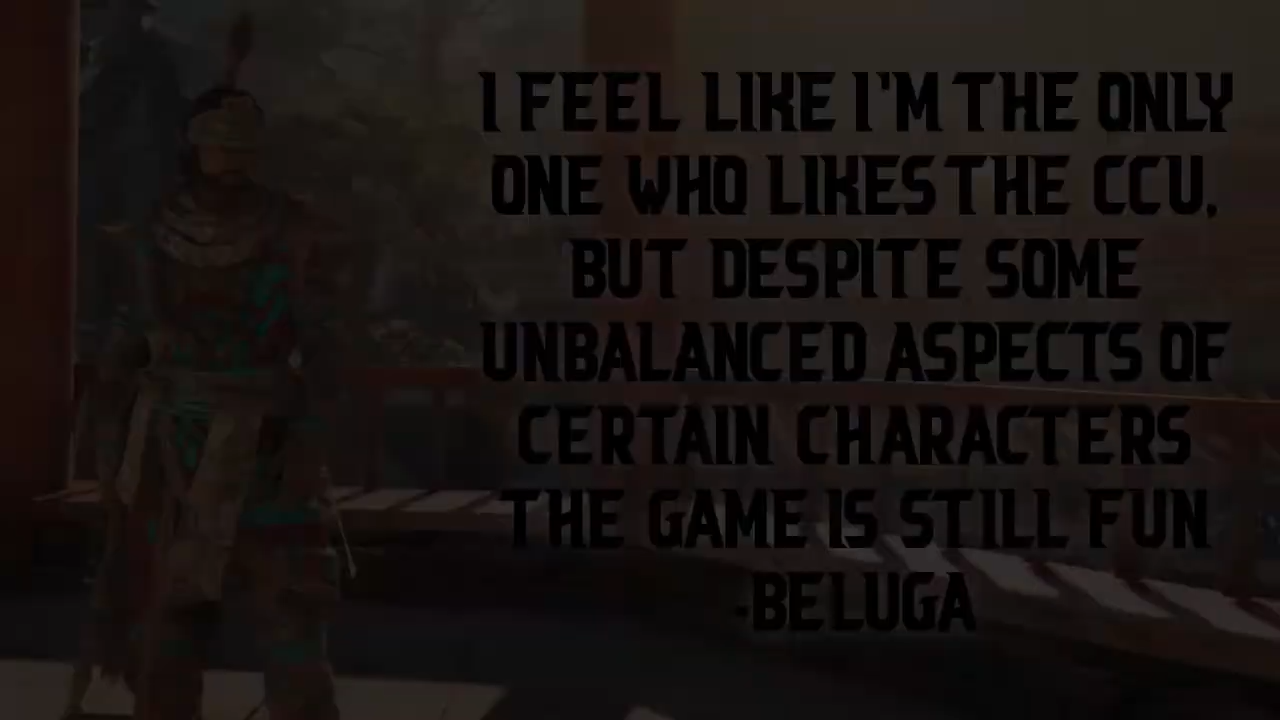 I FEEL LIKE I'M THE ONLY
ONE WHO LIKES THE CCU,
BUT DESPITE SOME
UNBALANCED ASPECTS OF
CERTAIN CHARACTERS
THE GAME IS STILL FUN
-BELUGA